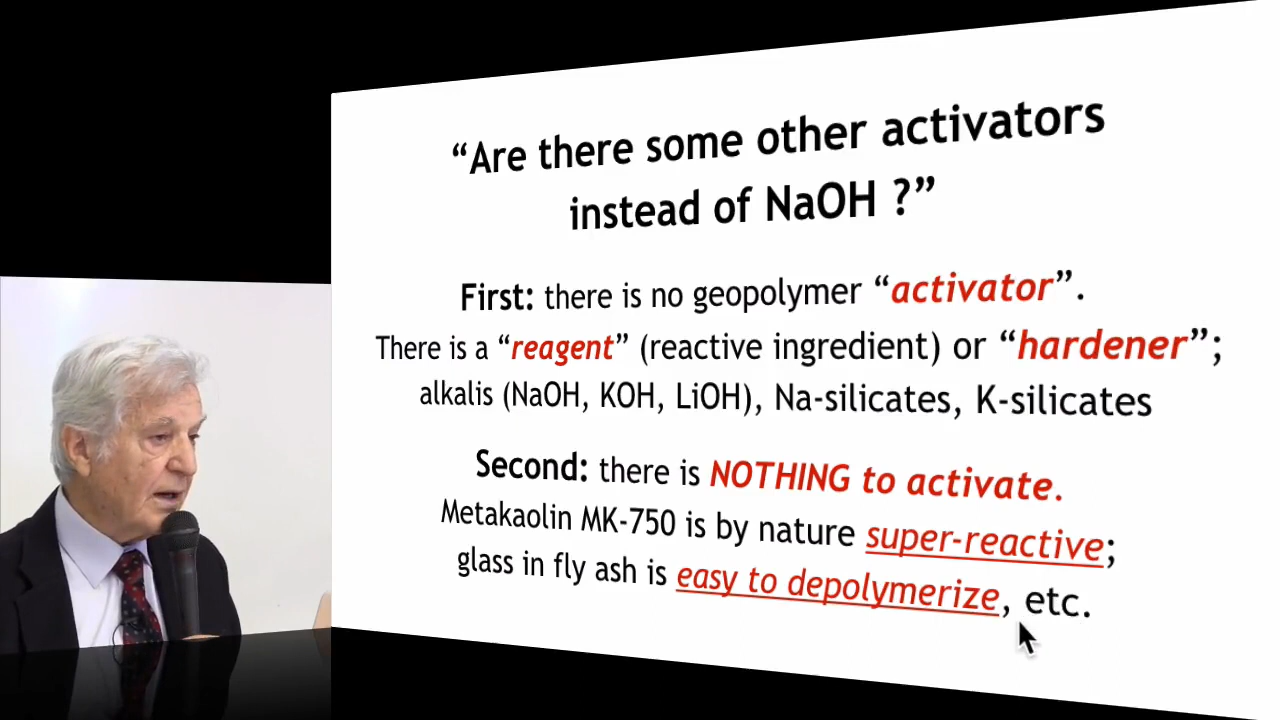 “Are there some other activators
instead of NaOH ?”
First: there is no geopolymer “activator”.
There is a “reagent” (reactive ingredient) or “hardener”;
alkalis (NaOH, KOH, LiOH), Na-silicates, K-silicates
Second: there is NOTHING to activate.
Metakaolin MK-750 is by nature super-reactive;
glass in fly ash is easy to depolymerize, etc.